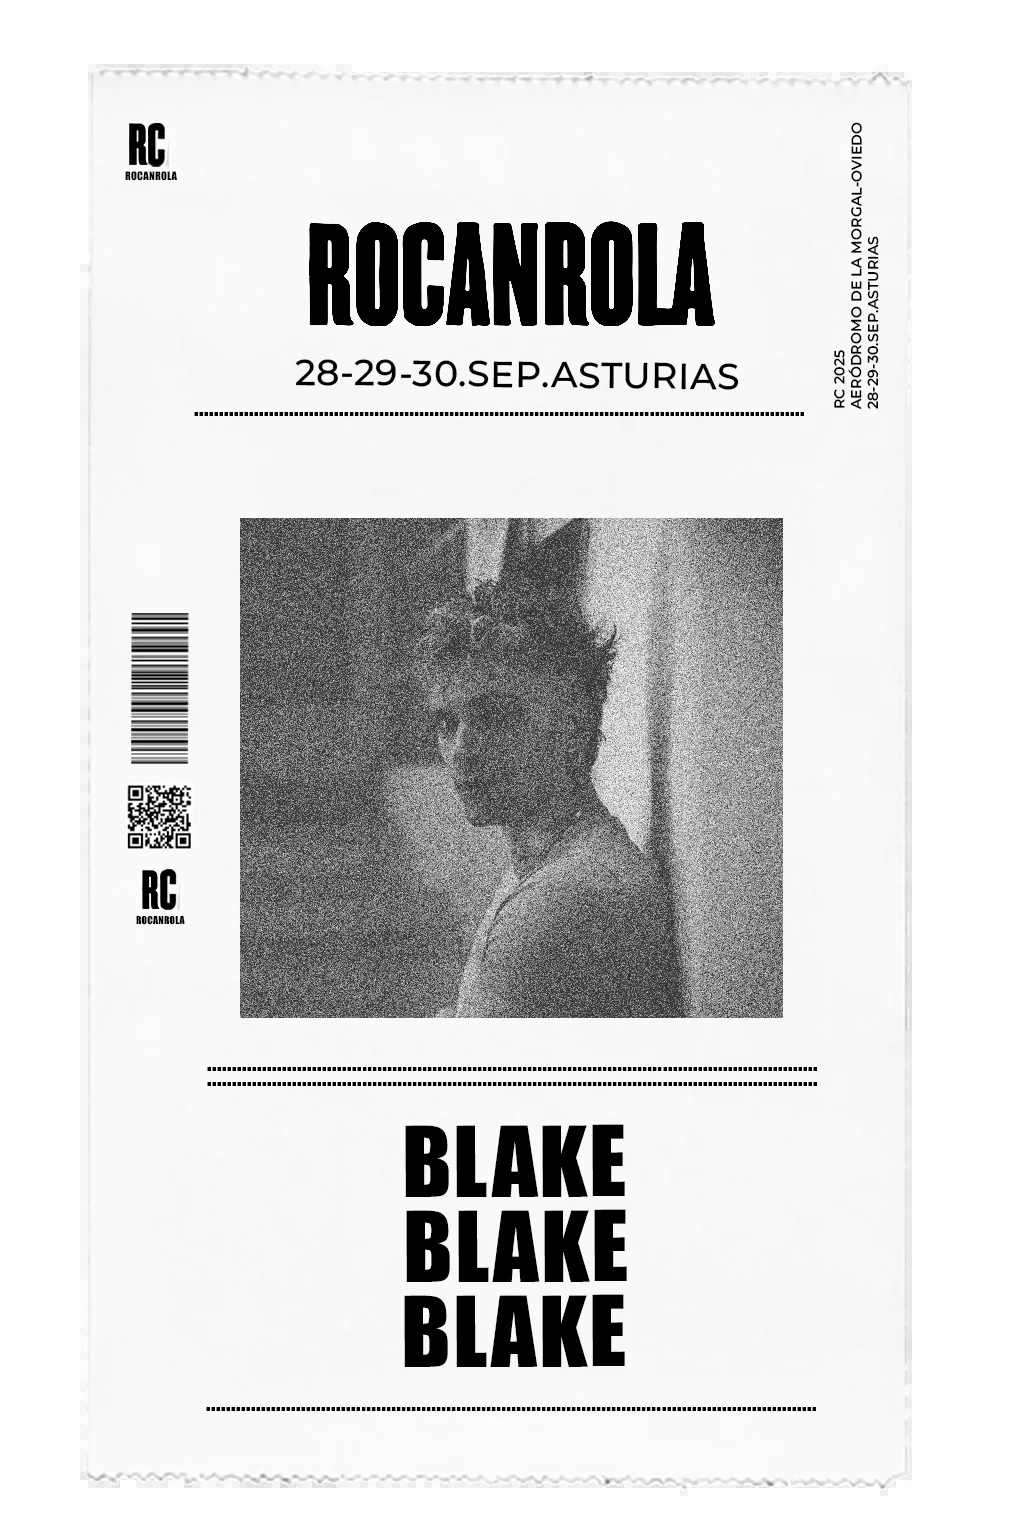 RC
ROCANROLA
RC 2025
AERÓDROMO DE LA MORGAL-OVIEDO
28-29-30.SEP.ASTURIAS
ROCANROLA
28-29-30.SEP.ASTURIAS
RC
ROCANROLA
BLAKE
BLAKE
BLAKE